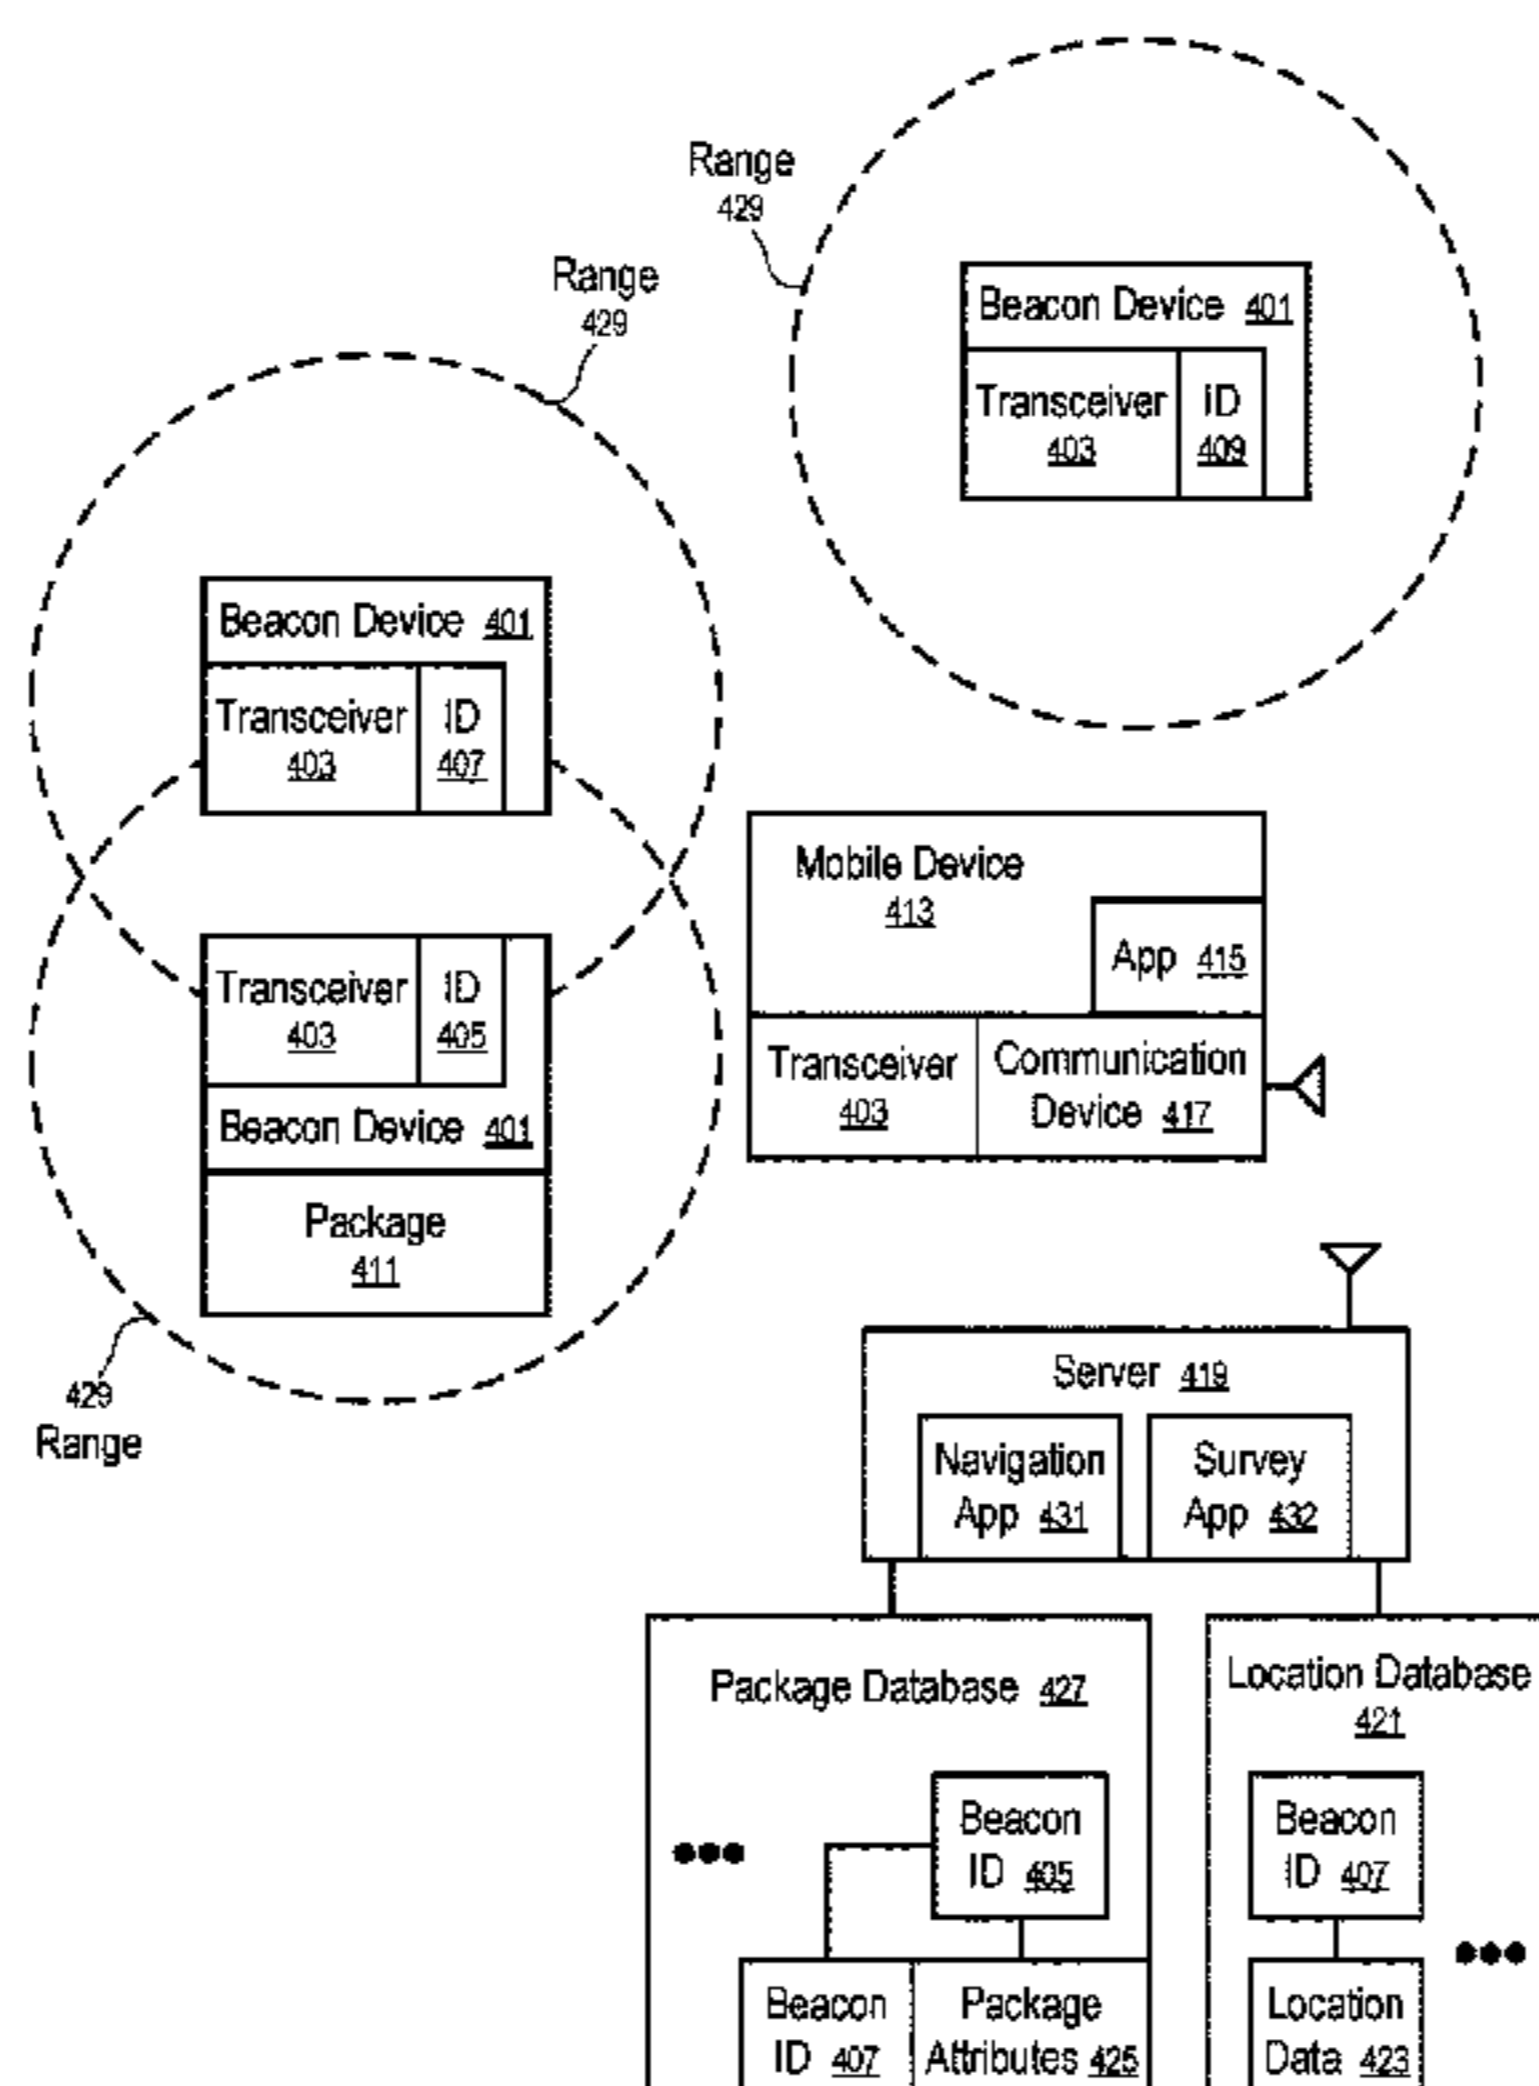 Range
429
Beacon Device 401
Transceiver ID
403 409
Range
429
Beacon Device 401
Transceiver ID
403 407
Transceiver ID
403 405
Beacon Device 401
Package
411
429
Range
Mobile Device
413
App 415
Transceiver
403
Communication
Device 417
Server 419
Navigation
App 431
Survey
App 432
Package Database 427
Beacon
ID 405
Beacon
ID 407
Package
Attributes 425
Location Database
421
Beacon
ID 407
Location
Data 423